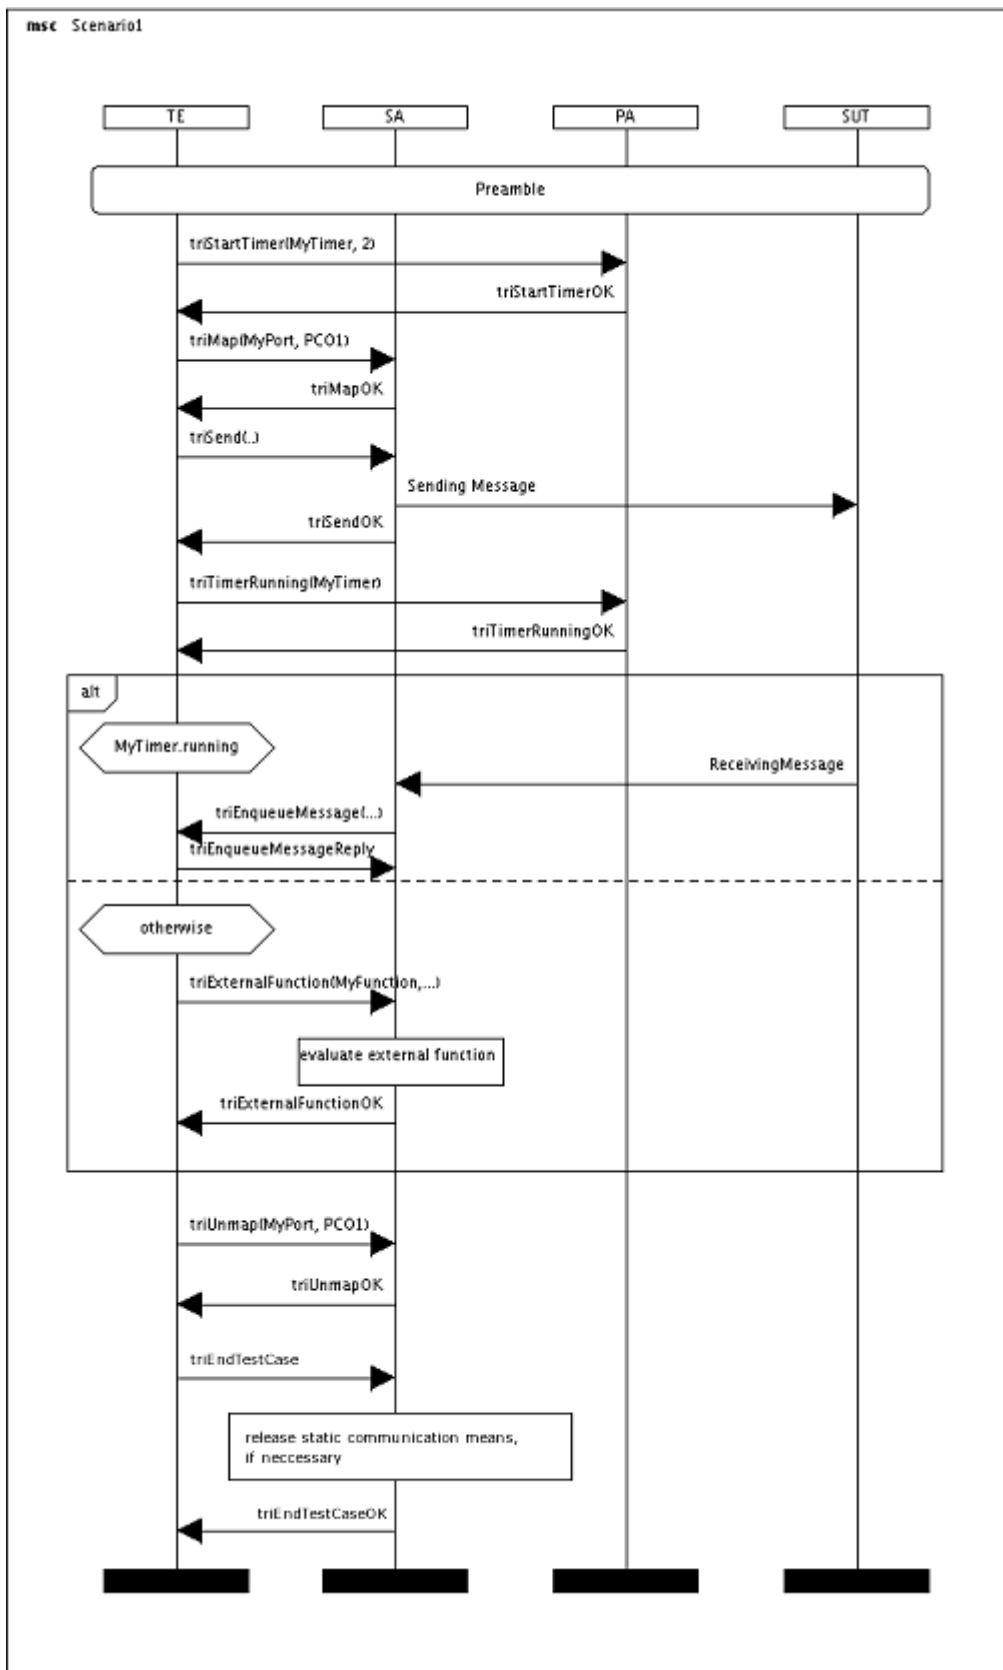 msc Scenario1
TE SA PA SUT
Preamble
triStartTimer(MyTimer, 2)
triStartTimerOK
triMap(MyPort, PCO1)
triMapOK
triSend(..)
Sending Message
triSendOK
triTimerRunning(MyTimer)
triTimerRunningOK
alt
MyTimer.running
ReceivingMessage
triEnqueueMessage(...)
triEnqueueMessageReply
otherwise
triExternalFunction(MyFunction,...)
evaluate external function
triExternalFunctionOK
triUnmap(MyPort, PCO1)
triUnmapOK
triEndTestCase
release static communication means,
if neccessary
triEndTestCaseOK